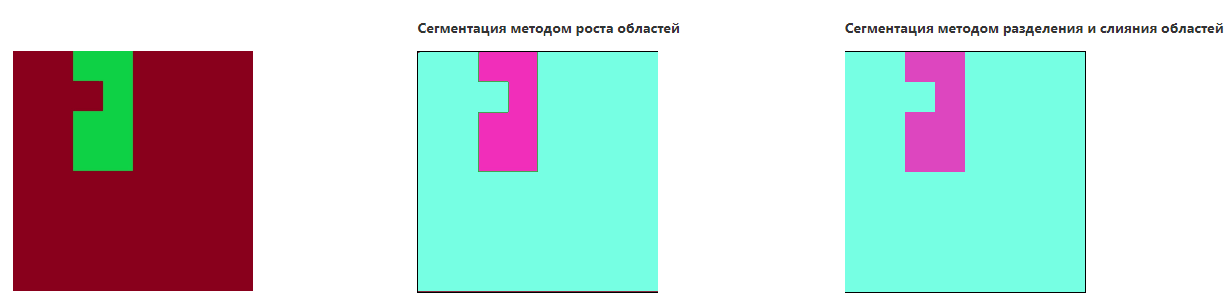 Сегментация методом роста областей
Сегментация методом разделения и слияния областей